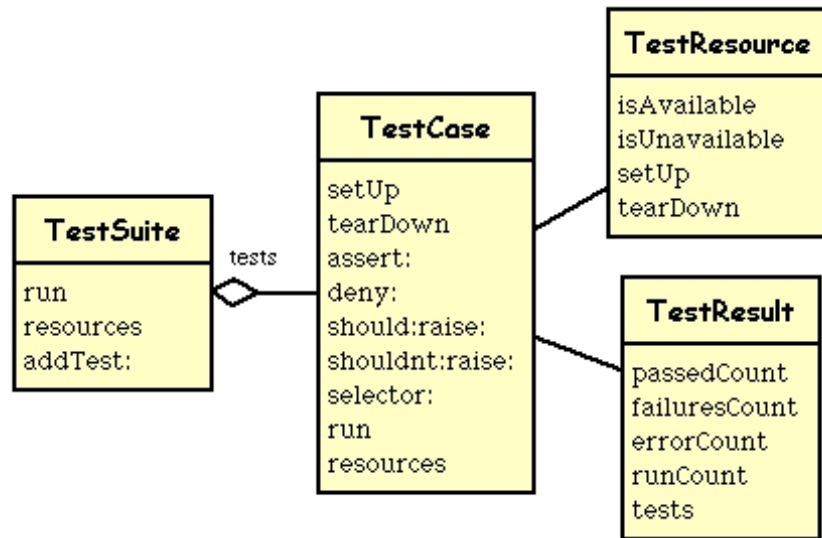 TestSuite
run
resources
addTest:
tests
TestCase
setUp
tearDown
assert:
deny:
should:raise:
shouldnt:raise:
selector:
run
resources
TestResource
isAvailable
isUnavailable
setUp
tearDown
TestResult
passedCount
failuresCount
errorCount
runCount
tests